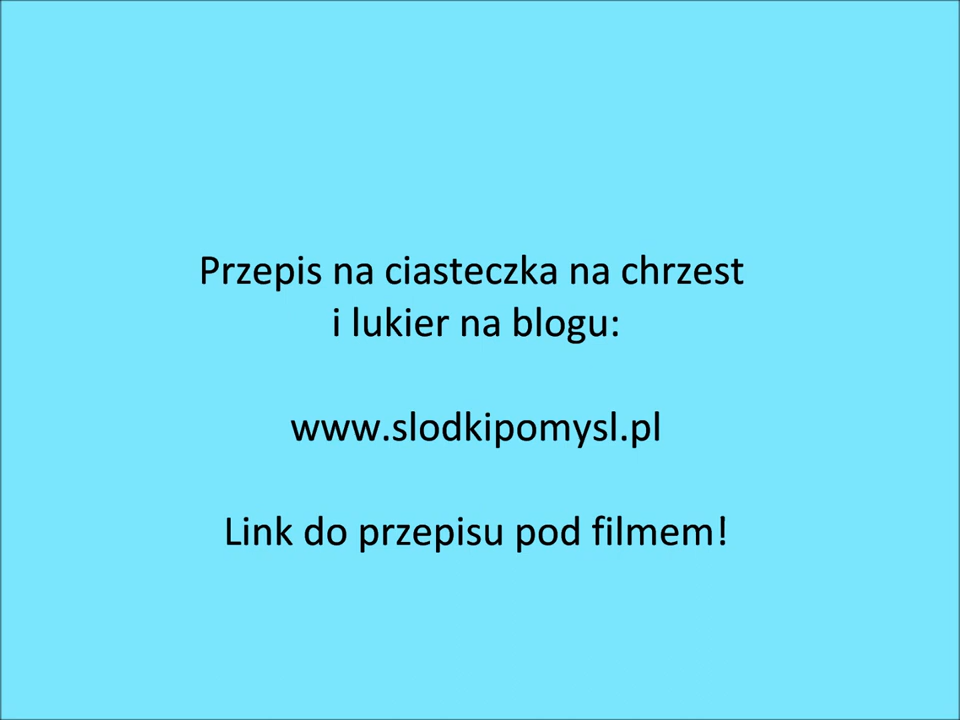 Przepis na ciasteczka na chrzest
i lukier na blogu:
www.slodkipomysl.pl
Link do przepisu pod filmem!